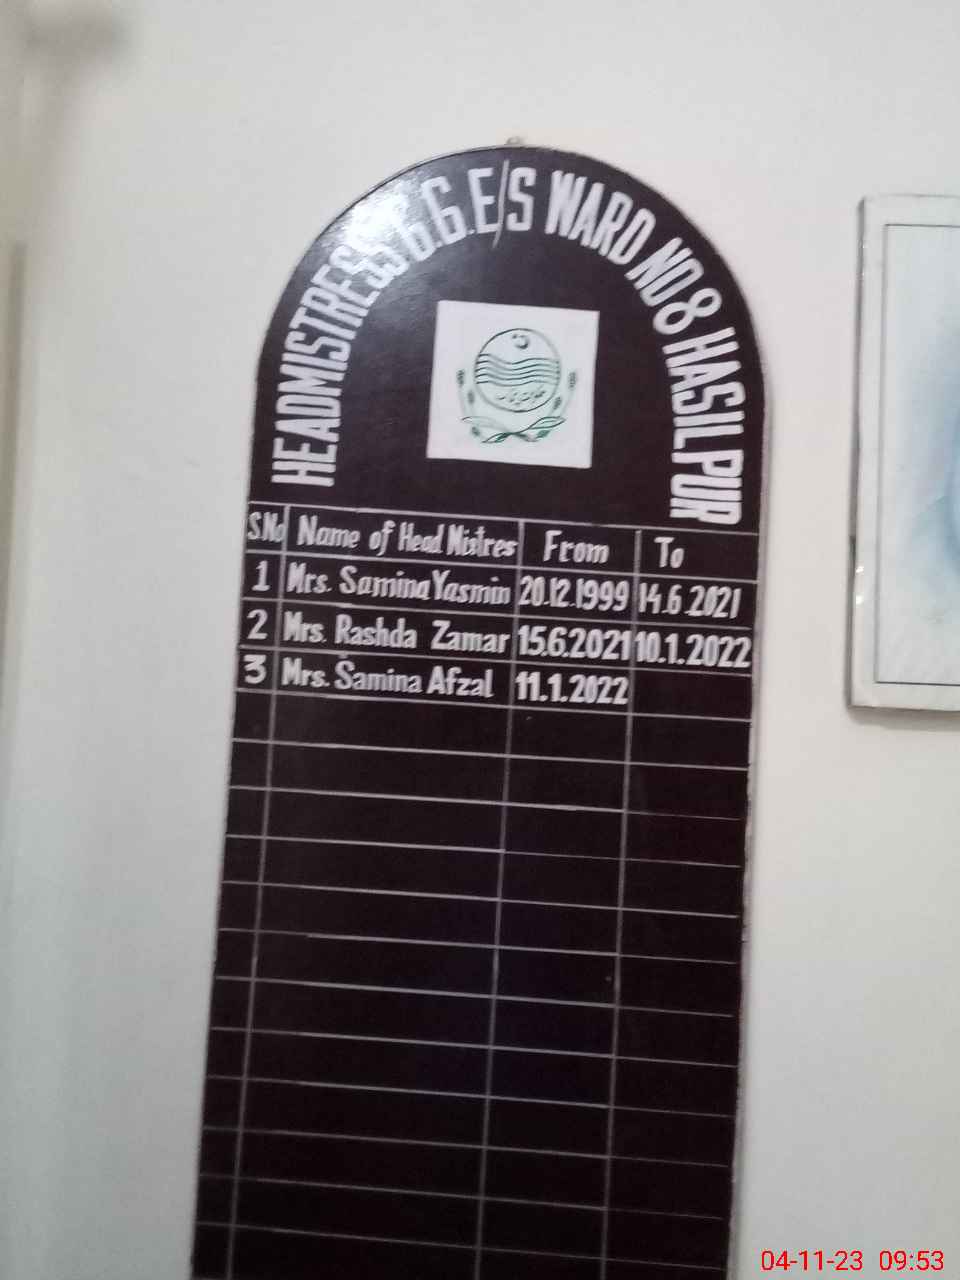 HEADMISTRESS G.G.E/S WARD NO 8 HASILPUR
حکومت پنجاب
S.No Name of Head Mistres From To
1 Mrs. Samina Yasmin 20.12.1999 14.6.2021
2 Mrs. Rashda Zamar 15.6.2021 10.1.2022
3 Mrs. Samina Afzal 11.1.2022
04-11-23 09:53